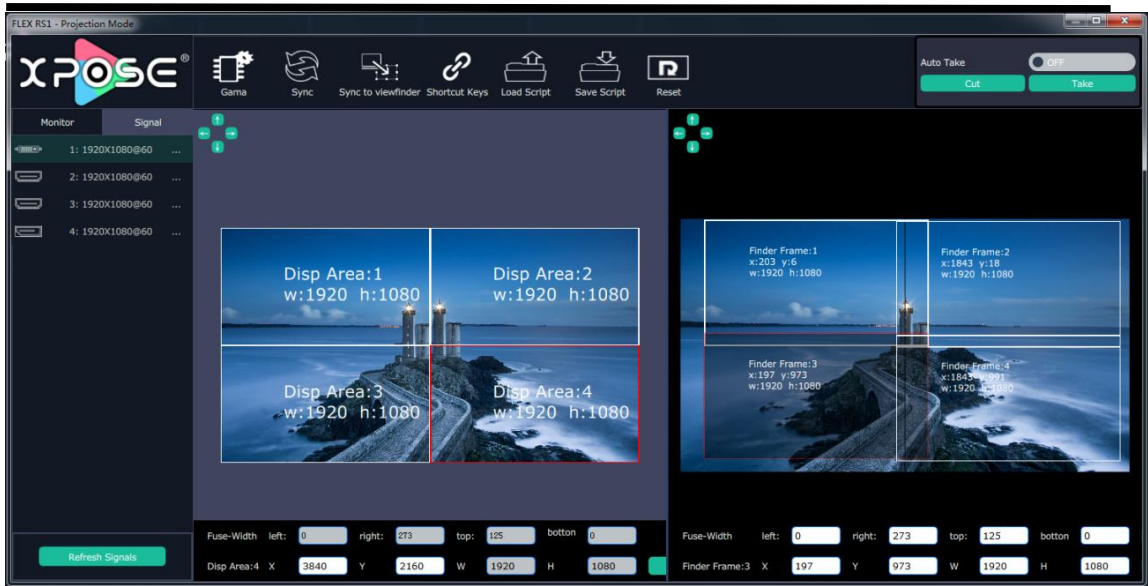 FLEX RS1 - Projection Mode
XPOSE®
Gama
Sync
Sync to viewfinder
Shortcut Keys
Load Script
Save Script
Reset
Auto Take
OFF
Cut
Take
Monitor
Signal
1: 1920X1080@60 ...
2: 1920X1080@60 ...
3: 1920X1080@60 ...
4: 1920X1080@60 ...
Refresh Signals
Disp Area:1
w:1920 h:1080
Disp Area:2
w:1920 h:1080
Disp Area:3
w:1920 h:1080
Disp Area:4
w:1920 h:1080
Fuse-Width left: 0 right: 273 top: 125 botton 0
Disp Area:4 X 3840 Y 2160 W 1920 H 1080
Finder Frame:1
x:203 y:6
w:1920 h:1080
Finder Frame:2
x:1843 y:18
w:1920 h:1080
Finder Frame:3
x:197 y:973
w:1920 h:1080
Finder Frame:4
x:1843 y:991
w:1920 h:1080
Fuse-Width left: 0 right: 273 top: 125 botton 0
Finder Frame:3 X 197 Y 973 W 1920 H 1080